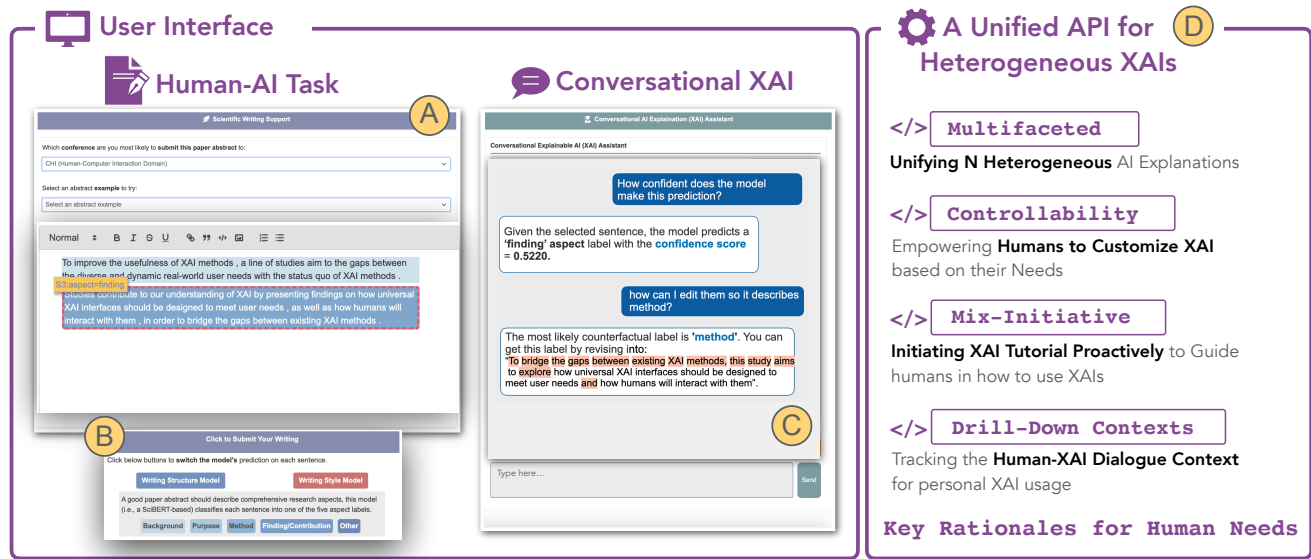 User Interface
Human-AI Task
A
Scientific Writing Support
Which conference are you most likely to submit this paper abstract to:
CHI (Human-Computer Interaction Domain)
Select an abstract example to try:
Select an abstract example
Normal
B I S U
To improve the usefulness of XAI methods , a line of studies aim to the gaps between
the diverse and dynamic real-world user needs with the status quo of XAI methods .
S3:aspect=finding
Studies contribute to our understanding of XAI by presenting findings on how universal
XAI interfaces should be designed to meet user needs , as well as how humans will
interact with them , in order to bridge the gaps between existing XAI methods .
B
Click to Submit Your Writing
Click below buttons to switch the model's prediction on each sentence.
Writing Structure Model Writing Style Model
A good paper abstract should describe comprehensive research aspects, this model
(i.e., a SciBERT-based) classifies each sentence into one of the five aspect labels.
Background Purpose Method Finding/Contribution Other
Conversational XAI
Conversational AI Explaination (XAI) Assistant
Conversational Explainable AI (XAI) Assistant
How confident does the model
make this prediction?
Given the selected sentence, the model predicts a
‘finding’ aspect label with the confidence score
= 0.5220.
how can I edit them so it describes
method?
The most likely counterfactual label is 'method'. You can
get this label by revising into:
“To bridge the gaps between existing XAI methods, this study aims
to explore how universal XAI interfaces should be designed to
meet user needs and how humans will interact with them”.
C
Type here...
Send
A Unified API for D
Heterogeneous XAIs
</> Multifaceted
Unifying N Heterogeneous AI Explanations
</> Controllability
Empowering Humans to Customize XAI
based on their Needs
</> Mix-Initiative
Initiating XAI Tutorial Proactively to Guide
humans in how to use XAIs
</> Drill-Down Contexts
Tracking the Human-XAI Dialogue Context
for personal XAI usage
Key Rationales for Human Needs